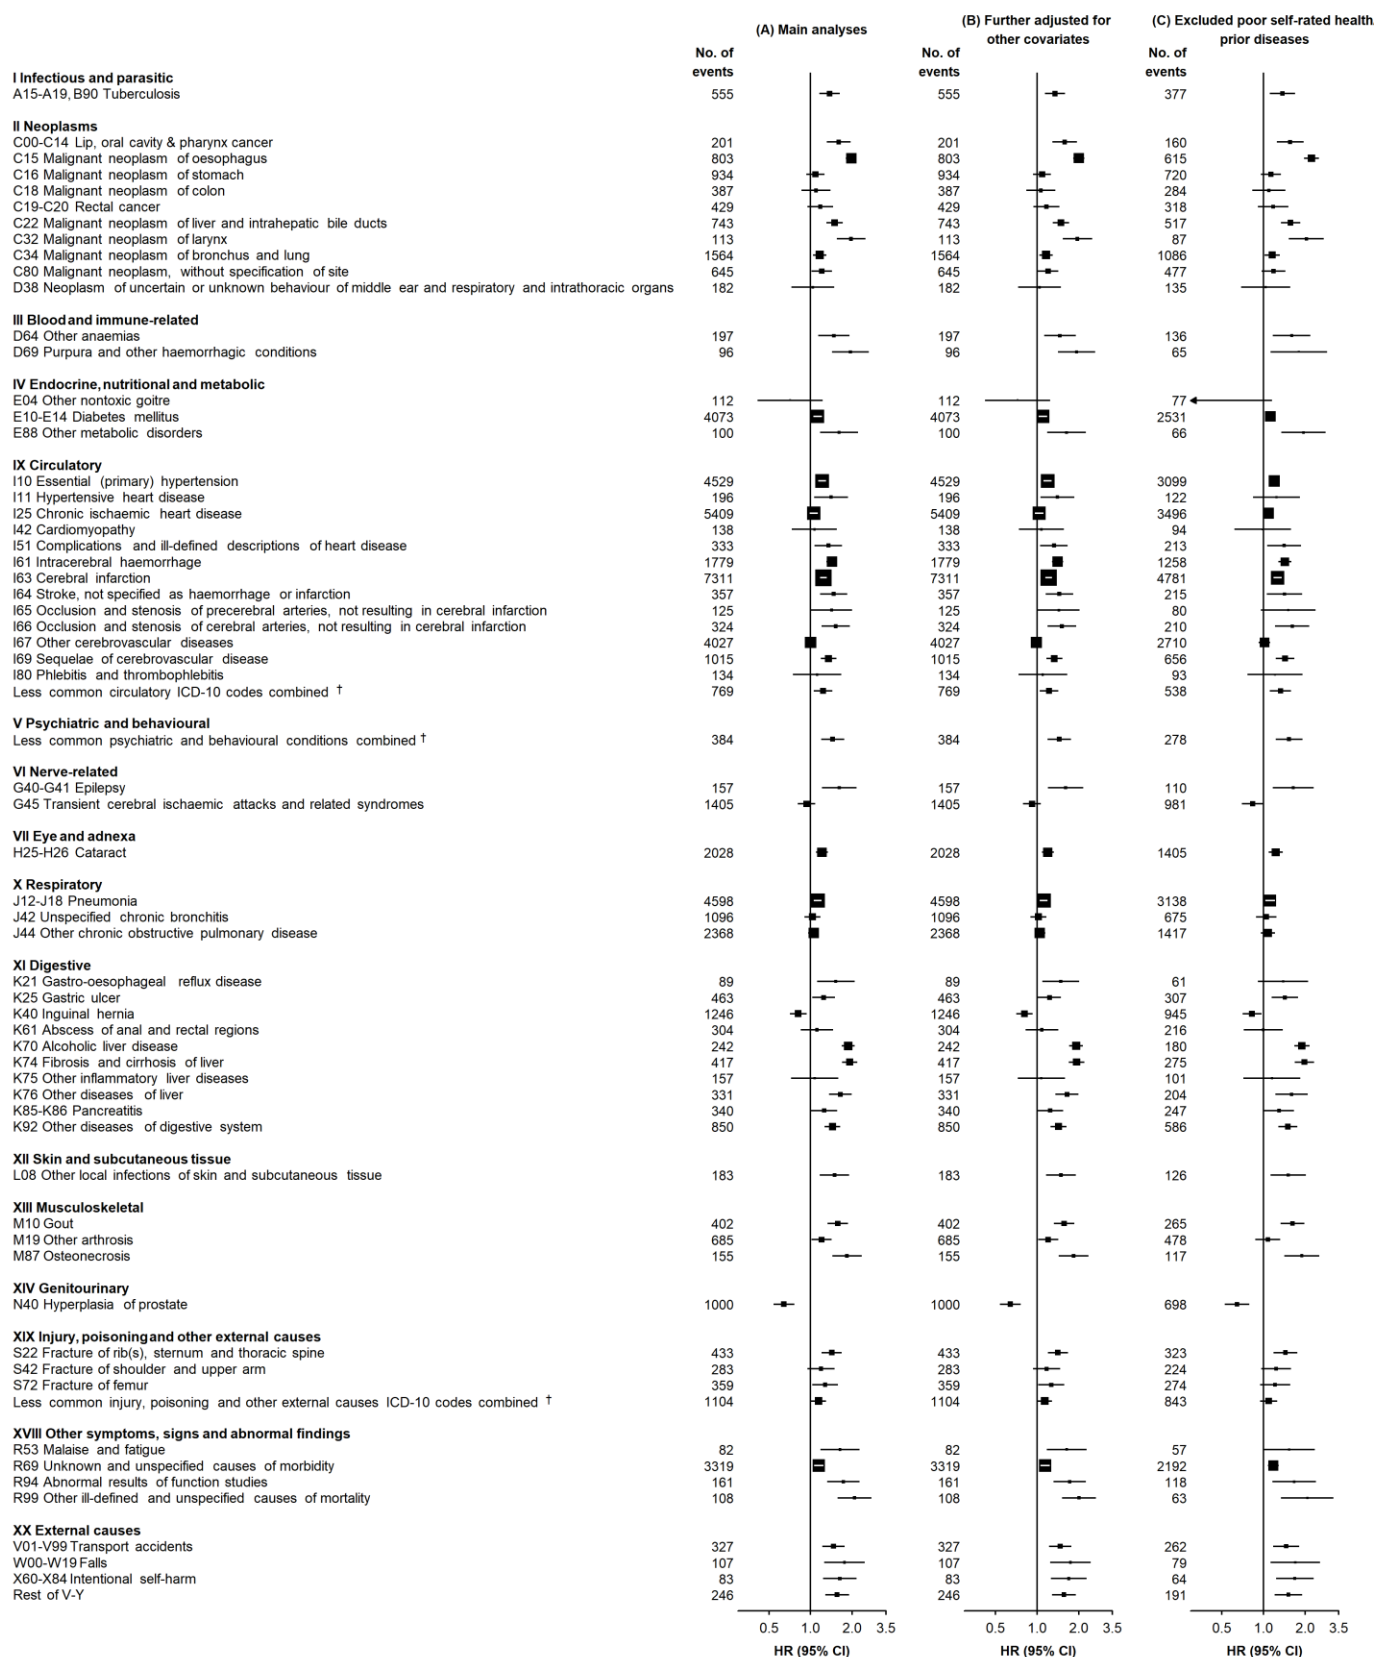 (A) Main analyses
(B) Further adjusted for
other covariates
(C) Excluded poor self-rated health,
prior diseases
No. of
events
No. of
events
No. of
events
I Infectious and parasitic
A15-A19, B90 Tuberculosis 555 555 377
II Neoplasms
C00-C14 Lip, oral cavity & pharynx cancer 201 201 160
C15 Malignant neoplasm of oesophagus 803 803 615
C16 Malignant neoplasm of stomach 934 934 720
C18 Malignant neoplasm of colon 387 387 284
C19-C20 Rectal cancer 429 429 318
C22 Malignant neoplasm of liver and intrahepatic bile ducts 743 743 517
C32 Malignant neoplasm of larynx 113 113 87
C34 Malignant neoplasm of bronchus and lung 1564 1564 1086
C80 Malignant neoplasm, without specification of site 645 645 477
D38 Neoplasm of uncertain or unknown behaviour of middle ear and respiratory and intrathoracic organs 182 182 135
III Blood and immune-related
D64 Other anaemias 197 197 136
D69 Purpura and other haemorrhagic conditions 96 96 65
IV Endocrine, nutritional and metabolic
E04 Other nontoxic goitre 112 112 77
E10-E14 Diabetes mellitus 4073 4073 2531
E88 Other metabolic disorders 100 100 66
IX Circulatory
I10 Essential (primary) hypertension 4529 4529 3099
I11 Hypertensive heart disease 196 196 122
I25 Chronic ischaemic heart disease 5409 5409 3496
I42 Cardiomyopathy 138 138 94
I51 Complications and ill-defined descriptions of heart disease 333 333 213
I61 Intracerebral haemorrhage 1779 1779 1258
I63 Cerebral infarction 7311 7311 4781
I64 Stroke, not specified as haemorrhage or infarction 357 357 215
I65 Occlusion and stenosis of precerebral arteries, not resulting in cerebral infarction 125 125 80
I66 Occlusion and stenosis of cerebral arteries, not resulting in cerebral infarction 324 324 210
I67 Other cerebrovascular diseases 4027 4027 2710
I69 Sequelae of cerebrovascular disease 1015 1015 656
I80 Phlebitis and thrombophlebitis 134 134 93
Less common circulatory ICD-10 codes combined † 769 769 538
V Psychiatric and behavioural
Less common psychiatric and behavioural conditions combined † 384 384 278
VI Nerve-related
G40-G41 Epilepsy 157 157 110
G45 Transient cerebral ischaemic attacks and related syndromes 1405 1405 981
VII Eye and adnexa
H25-H26 Cataract 2028 2028 1405
X Respiratory
J12-J18 Pneumonia 4598 4598 3138
J42 Unspecified chronic bronchitis 1096 1096 675
J44 Other chronic obstructive pulmonary disease 2368 2368 1417
XI Digestive
K21 Gastro-oesophageal reflux disease 89 89 61
K25 Gastric ulcer 463 463 307
K40 Inguinal hernia 1246 1246 945
K61 Abscess of anal and rectal regions 304 304 216
K70 Alcoholic liver disease 242 242 180
K74 Fibrosis and cirrhosis of liver 417 417 275
K75 Other inflammatory liver diseases 157 157 101
K76 Other diseases of liver 331 331 204
K85-K86 Pancreatitis 340 340 247
K92 Other diseases of digestive system 850 850 586
XII Skin and subcutaneous tissue
L08 Other local infections of skin and subcutaneous tissue 183 183 126
XIII Musculoskeletal
M10 Gout 402 402 265
M19 Other arthrosis 685 685 478
M87 Osteonecrosis 155 155 117
XIV Genitourinary
N40 Hyperplasia of prostate 1000 1000 698
XIX Injury, poisoning and other external causes
S22 Fracture of rib(s), sternum and thoracic spine 433 433 323
S42 Fracture of shoulder and upper arm 283 283 224
S72 Fracture of femur 359 359 274
Less common injury, poisoning and other external causes ICD-10 codes combined † 1104 1104 843
XVIII Other symptoms, signs and abnormal findings
R53 Malaise and fatigue 82 82 57
R69 Unknown and unspecified causes of morbidity 3319 3319 2192
R94 Abnormal results of function studies 161 161 118
R99 Other ill-defined and unspecified causes of mortality 108 108 63
XX External causes
V01-V99 Transport accidents 327 327 262
W00-W19 Falls 107 107 79
X60-X84 Intentional self-harm 83 83 64
Rest of V-Y 246 246 191
0.5 1.0 2.0 3.5 0.5 1.0 2.0 3.5 0.5 1.0 2.0 3.5
HR (95% CI) HR (95% CI) HR (95% CI)